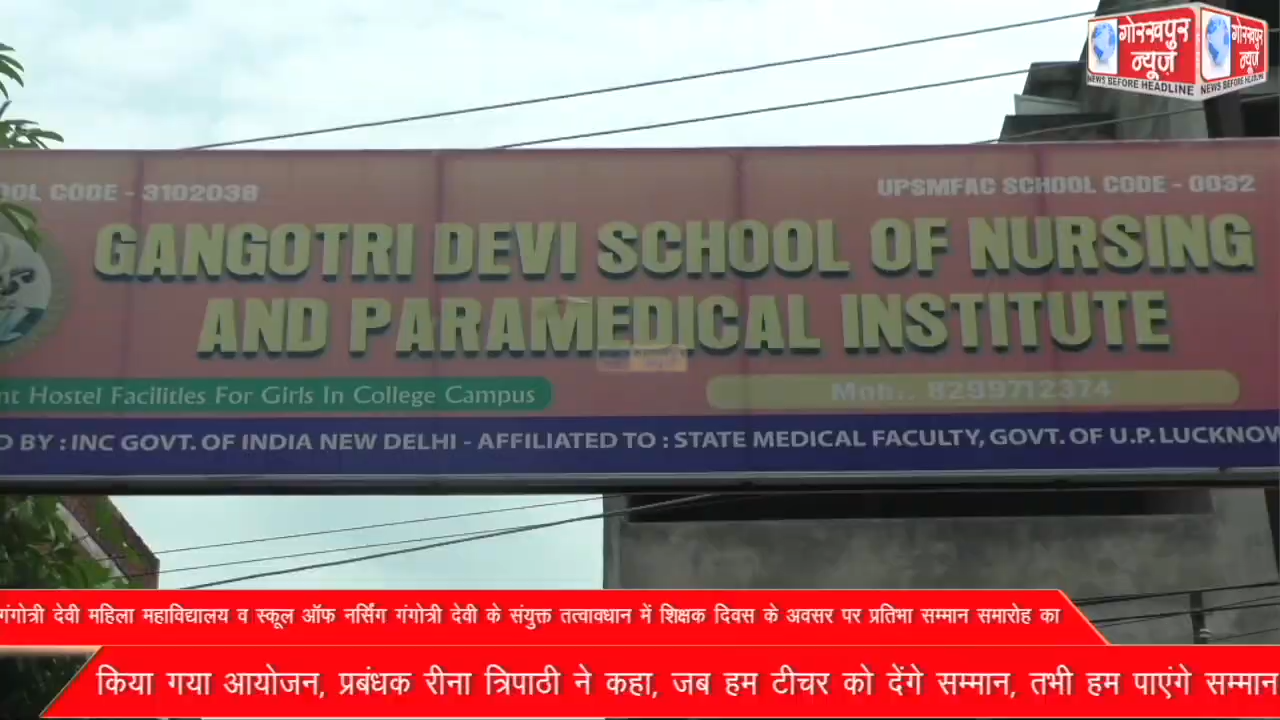 गोरखपुर न्यूज़
NEWS BEFORE HEADLINE
गोरखपुर न्यूज़
NEWS BEFORE HEADLINE
OOL CODE - 3102038
UPSMFAC SCHOOL CODE - 0032
GANGOTRI DEVI SCHOOL OF NURSING
AND PARAMEDICAL INSTITUTE
nt Hostel Facilities For Girls In College Campus
Moh:. 8299712374
D BY : INC GOVT. OF INDIA NEW DELHI - AFFILIATED TO : STATE MEDICAL FACULTY, GOVT. OF U.P. LUCKNOW
गंगोत्री देवी महिला महाविद्यालय व स्कूल ऑफ नर्सिंग गंगोत्री देवी के संयुक्त तत्वावधान में शिक्षक दिवस के अवसर पर प्रतिभा सम्मान समारोह का
किया गया आयोजन, प्रबंधक रीना त्रिपाठी ने कहा, जब हम टीचर को देंगे सम्मान, तभी हम पाएंगे सम्मान